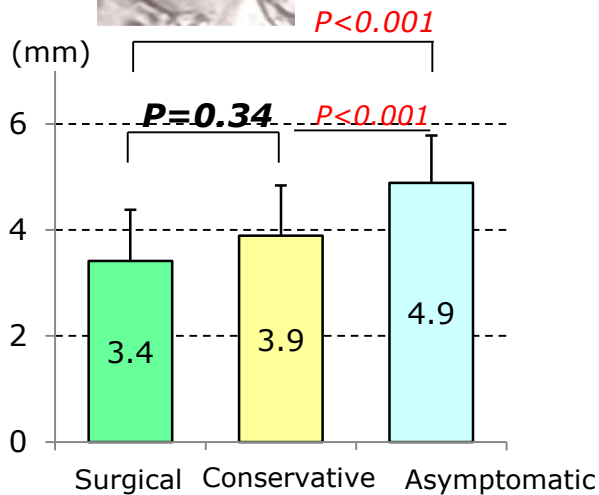 P<0.001
(mm)
P=0.34
P<0.001
6
4
2
0
3.4
3.9
4.9
Surgical
Conservative
Asymptomatic